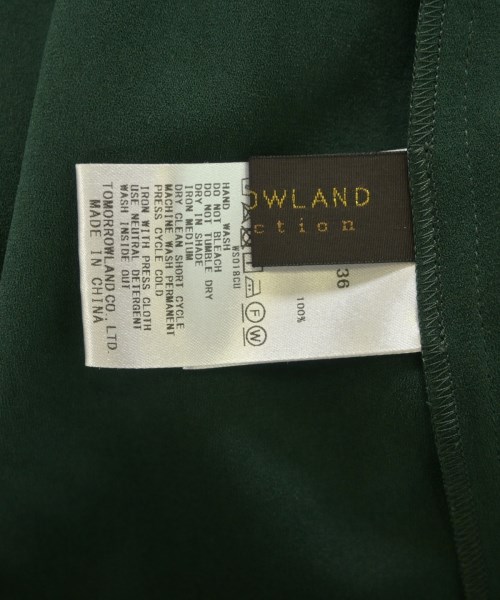 OWLAND
ction
36
100%
WS018CU
HAND WASH
DO NOT BLEACH
DO NOT TUMBLE DRY
DRY IN SHADE
IRON MEDIUM
DRY CLEAN SHORT CYCLE
MACHINE WASH PERMANENT
PRESS CYCLE COLD
IRON WITH PRESS CLOTH
USE NEUTRAL DETERGENT
WASH INSIDE OUT
TOMORROWLAND CO., LTD.
MADE IN CHINA
F
W